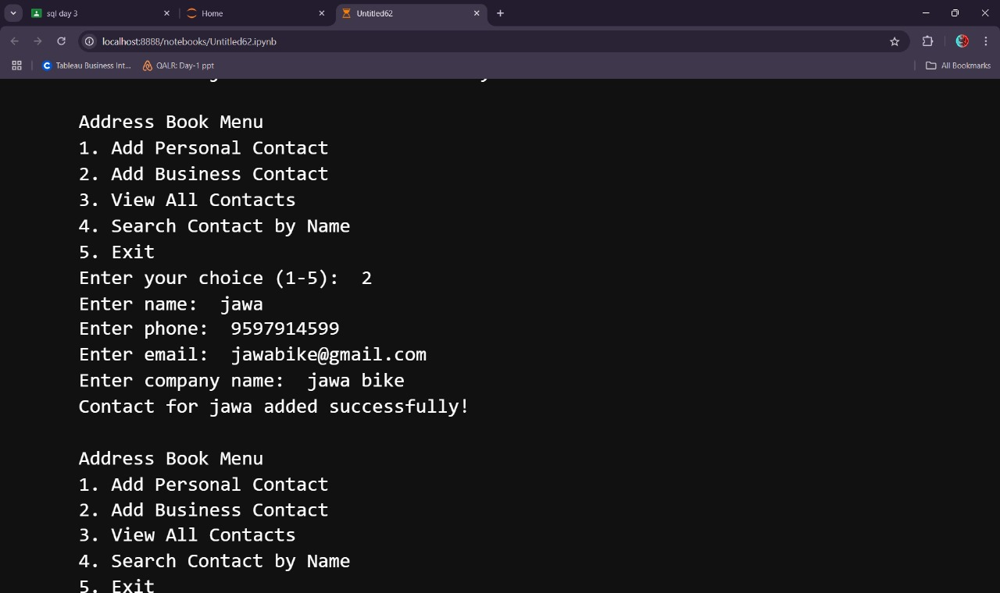 sql day 3
Home
Untitled62
localhost:8888/notebooks/Untitled62.ipynb
Tableau Business Int...
QALR: Day-1 ppt
All Bookmarks
Address Book Menu
1. Add Personal Contact
2. Add Business Contact
3. View All Contacts
4. Search Contact by Name
5. Exit
Enter your choice (1-5):  2
Enter name:  jawa
Enter phone:  9597914599
Enter email:  jawabike@gmail.com
Enter company name:  jawa bike
Contact for jawa added successfully!
Address Book Menu
1. Add Personal Contact
2. Add Business Contact
3. View All Contacts
4. Search Contact by Name
5. Exit